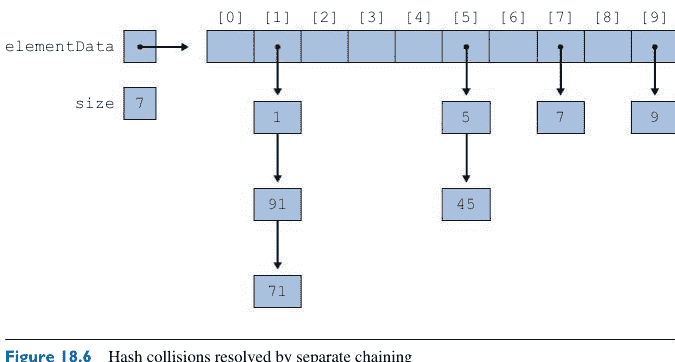 [0] [1] [2] [3] [4] [5] [6] [7] [8] [9]
elementData
size 7
1 5 7 9
91 45
71
Figure 18.6 Hash collisions resolved by separate chaining